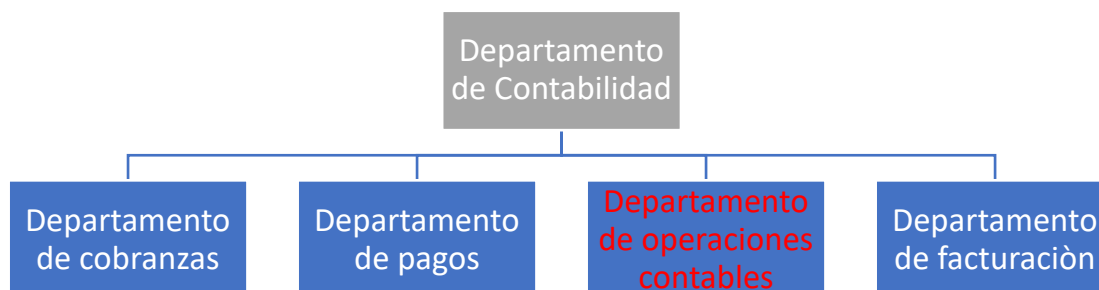 Departamento
de Contabilidad
Departamento
de cobranzas
Departamento
de pagos
Departamento
de operaciones
contables
Departamento
de facturaciòn